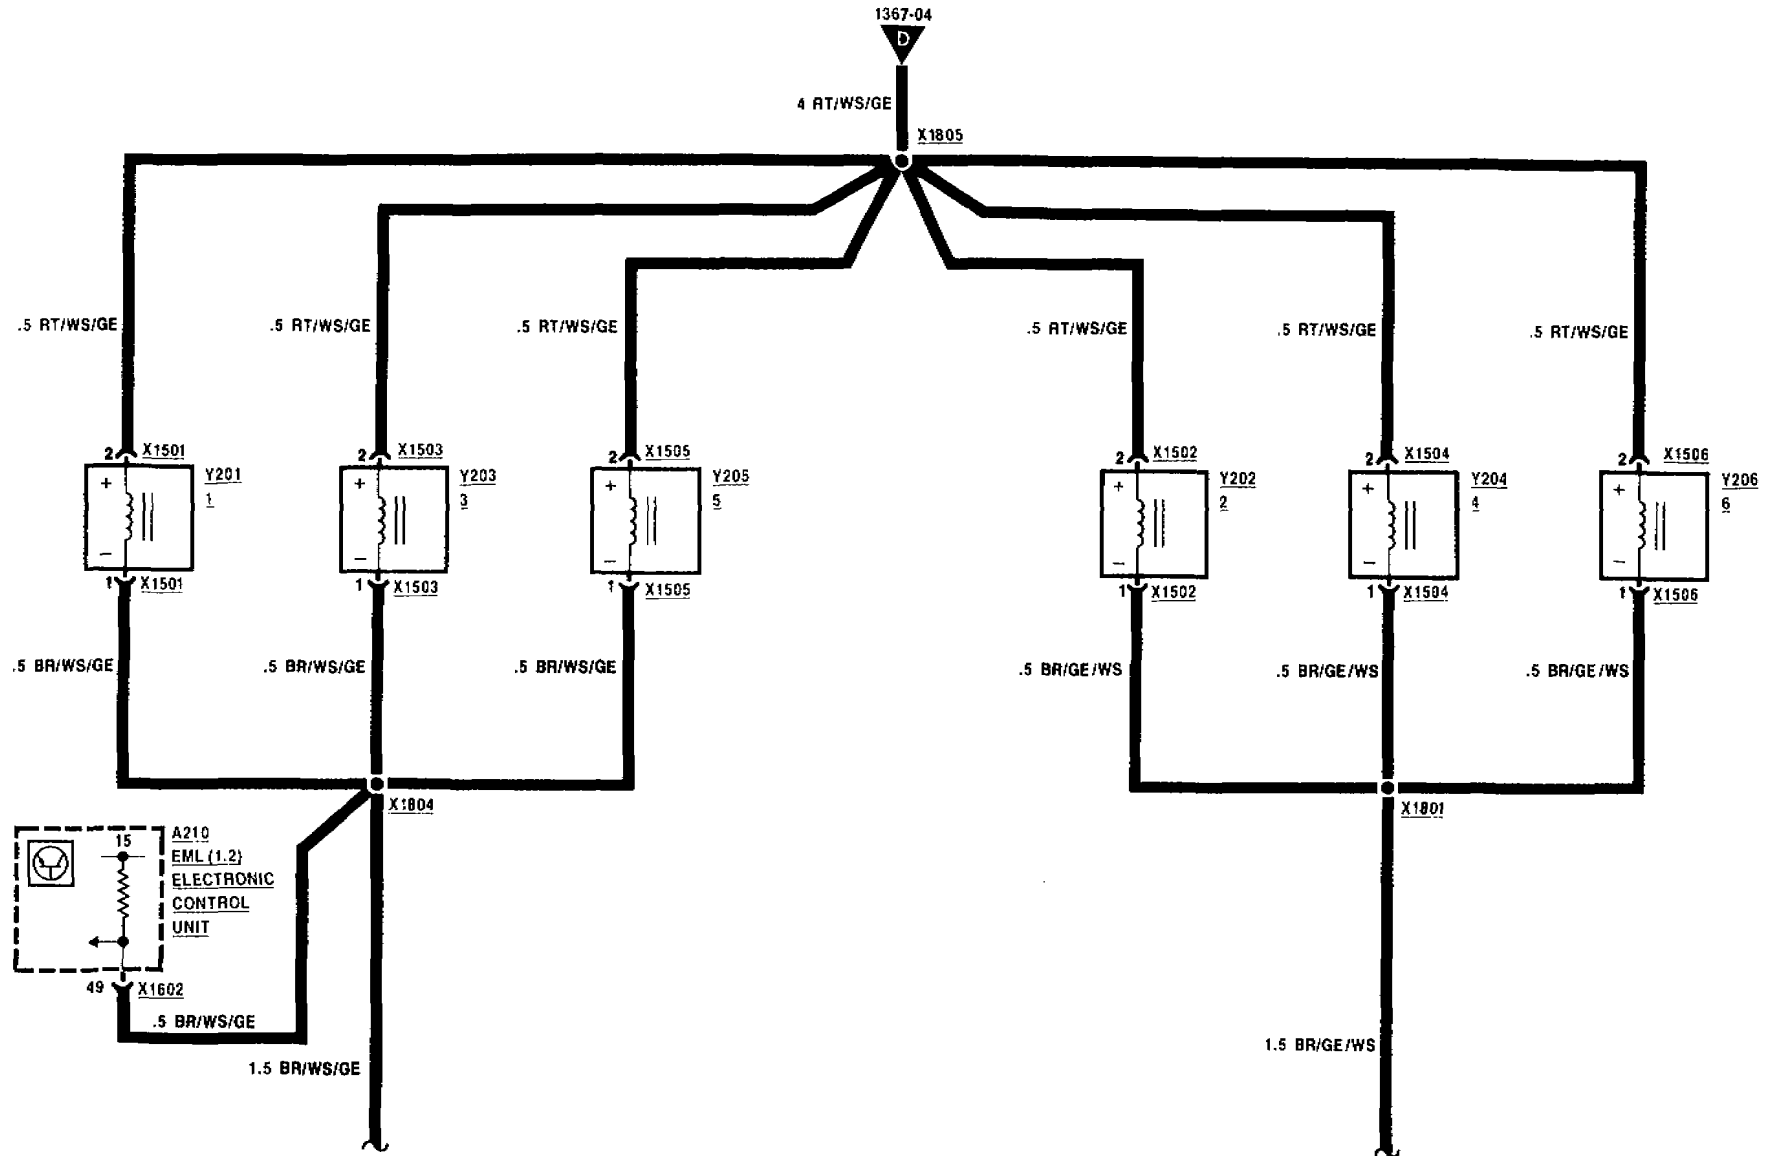 1367-04
D
4 RT/WS/GE
X1805
.5 RT/WS/GE
.5 RT/WS/GE
.5 RT/WS/GE
.5 RT/WS/GE
.5 RT/WS/GE
.5 RT/WS/GE
2 X1501
2 X1503
2 X1505
2 X1502
2 X1504
2 X1506
+
Y201
1
+
Y203
3
+
Y205
5
+
Y202
2
+
Y204
4
+
Y206
6
−
−
−
−
−
−
1 X1501
1 X1503
1 X1505
1 X1502
1 X1504
1 X1506
.5 BR/WS/GE
.5 BR/WS/GE
.5 BR/WS/GE
.5 BR/GE/WS
.5 BR/GE/WS
.5 BR/GE/WS
X1804
X1801
15
A210
EML (1.2)
ELECTRONIC
CONTROL
UNIT
49 X1602
.5 BR/WS/GE
1.5 BR/WS/GE
1.5 BR/GE/WS